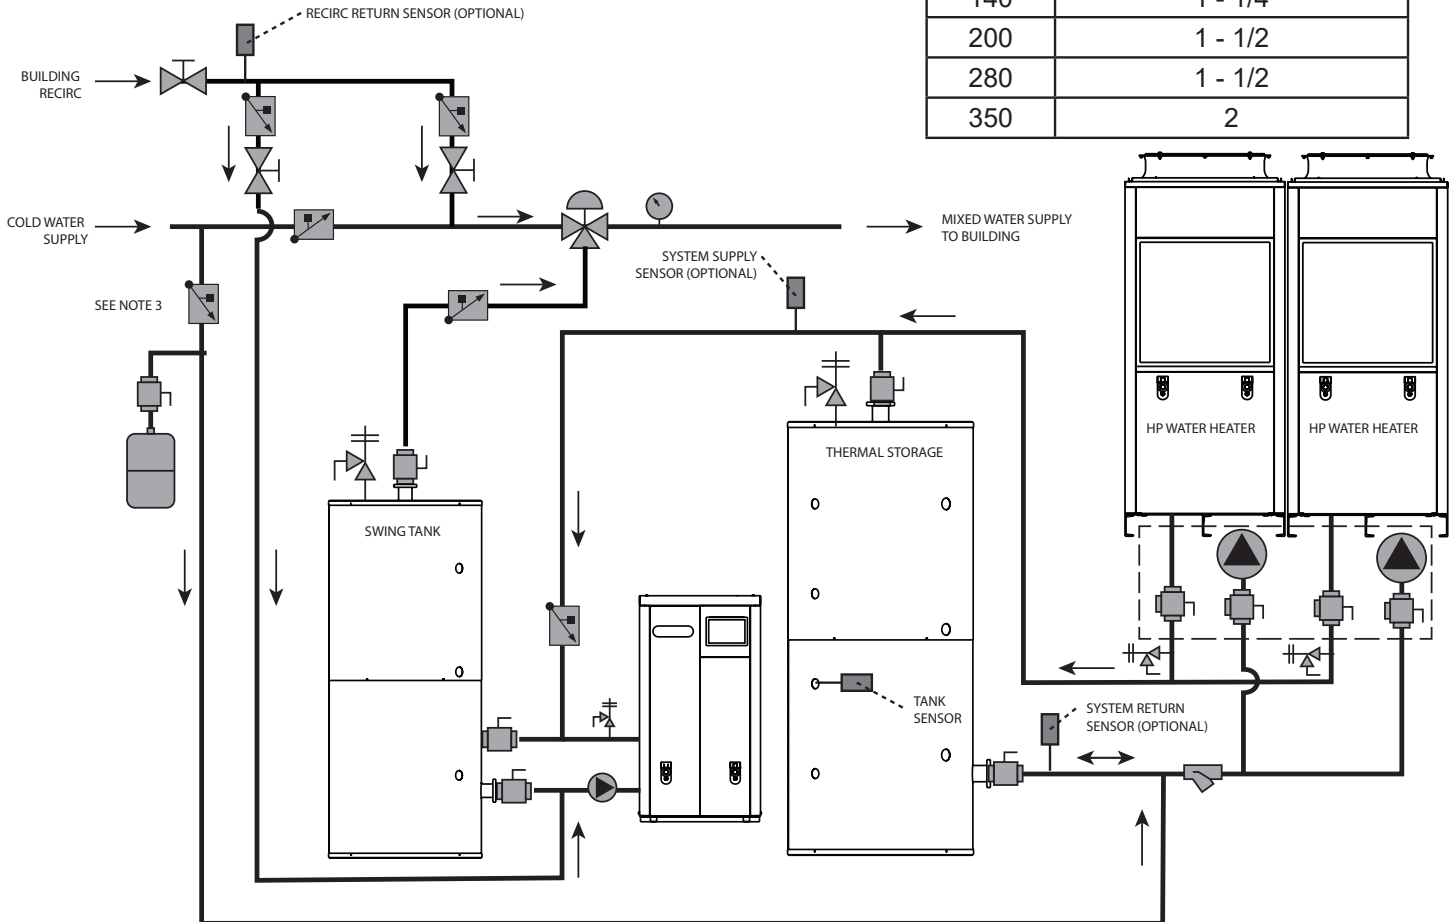 RECIRC RETURN SENSOR (OPTIONAL)
140 1 - 1/4
200 1 - 1/2
280 1 - 1/2
350 2
BUILDING
RECIRC
COLD WATER
SUPPLY
MIXED WATER SUPPLY
TO BUILDING
SYSTEM SUPPLY
SENSOR (OPTIONAL)
SEE NOTE 3
HP WATER HEATER
HP WATER HEATER
THERMAL STORAGE
SWING TANK
TANK
SENSOR
SYSTEM RETURN
SENSOR (OPTIONAL)